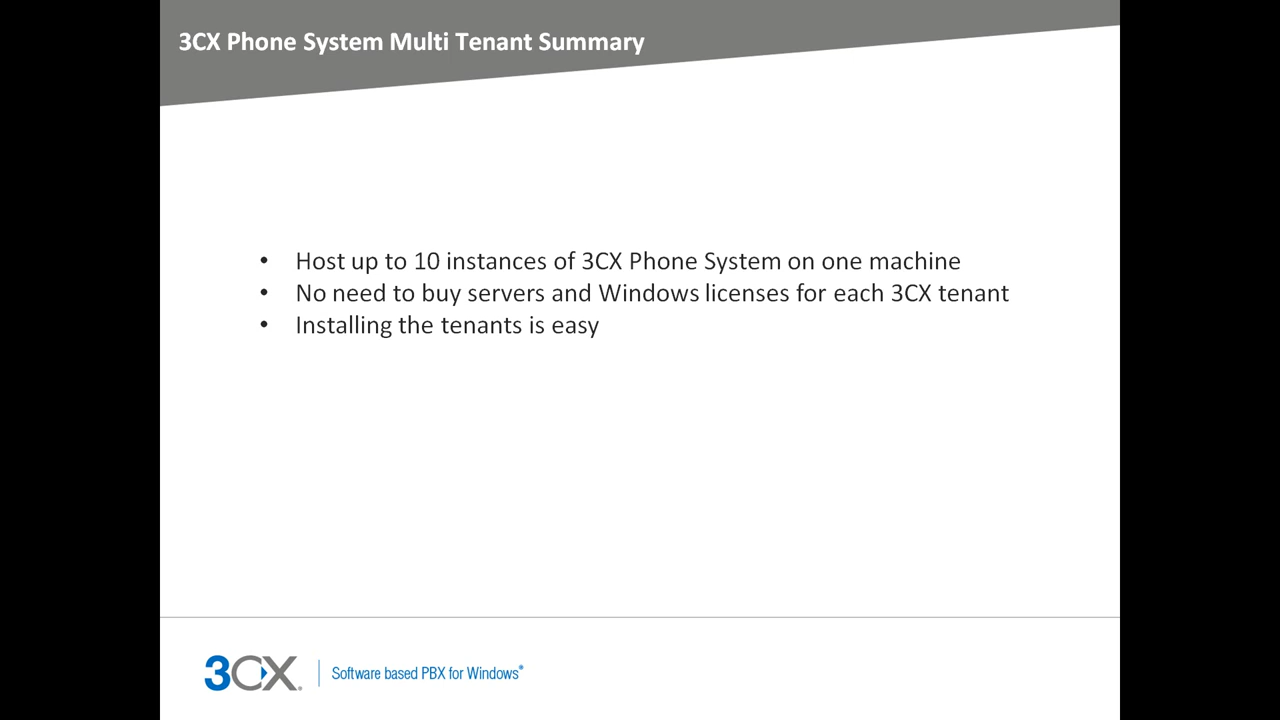 3CX Phone System Multi Tenant Summary
• Host up to 10 instances of 3CX Phone System on one machine
• No need to buy servers and Windows licenses for each 3CX tenant
• Installing the tenants is easy
3CX® Software based PBX for Windows®